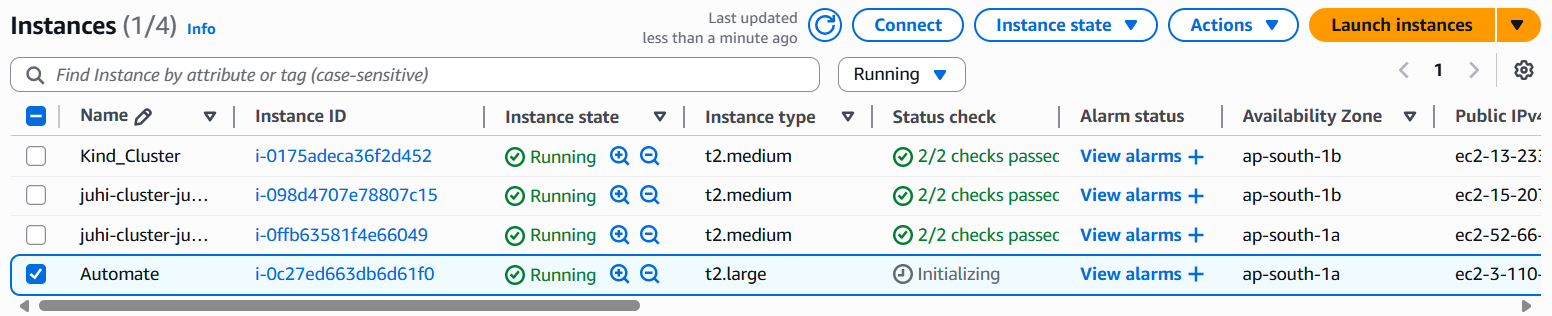 Instances (1/4) Info
Last updated
less than a minute ago
Connect Instance state Actions Launch instances
Find Instance by attribute or tag (case-sensitive)
Running
1
Name Instance ID Instance state Instance type Status check Alarm status Availability Zone Public IPv4
Kind_Cluster i-0175adeca36f2d452 Running t2.medium 2/2 checks passec View alarms + ap-south-1b ec2-13-233
juhi-cluster-ju... i-098d4707e78807c15 Running t2.medium 2/2 checks passec View alarms + ap-south-1b ec2-15-207
juhi-cluster-ju... i-0ffb63581f4e66049 Running t2.medium 2/2 checks passec View alarms + ap-south-1a ec2-52-66-
Automate i-0c27ed663db6d61f0 Running t2.large Initializing View alarms + ap-south-1a ec2-3-110-